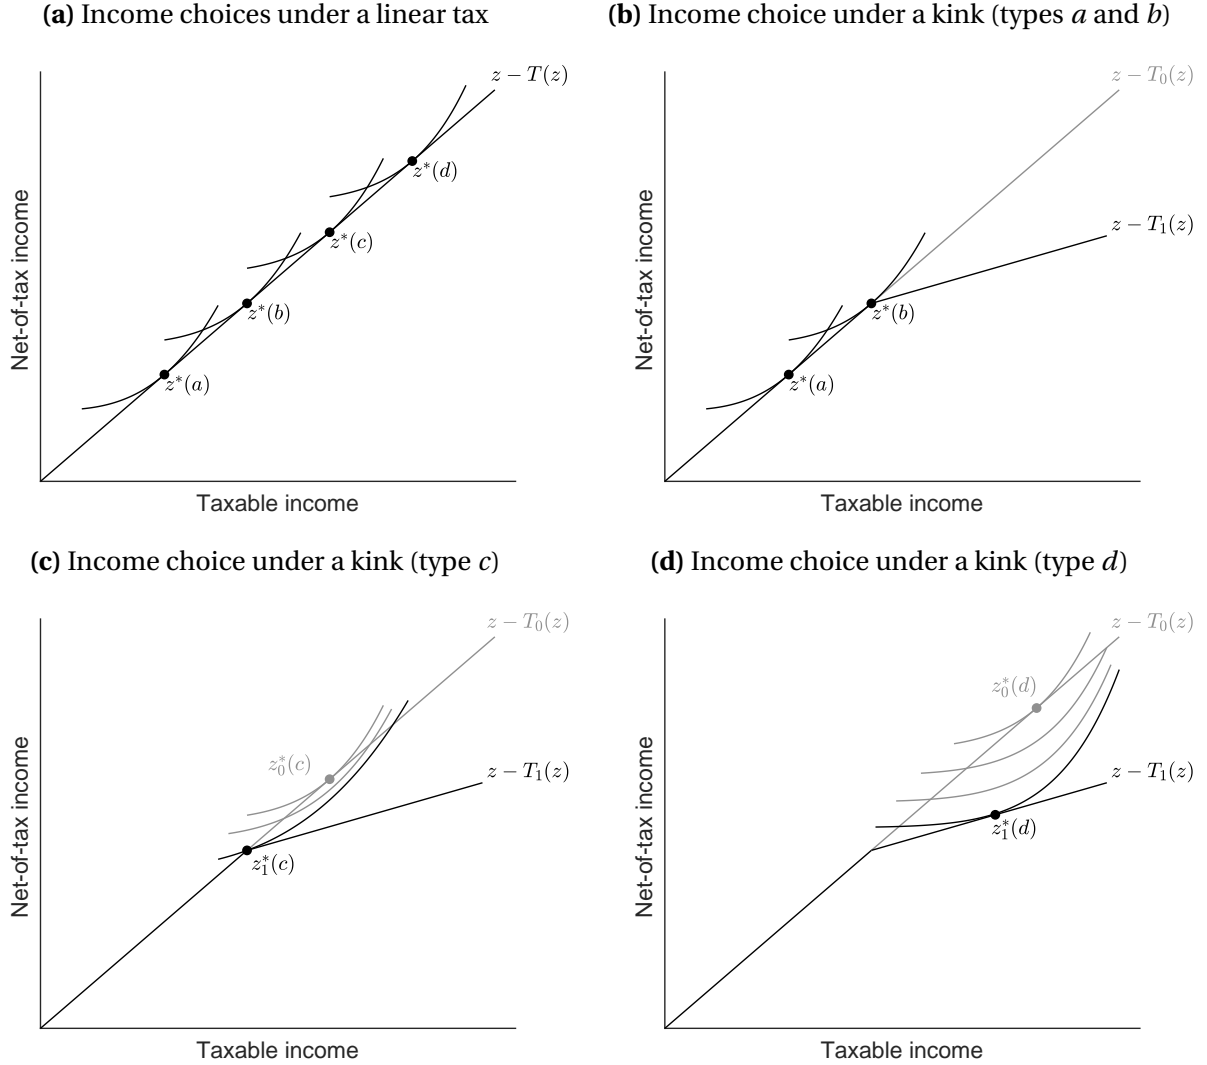 (a) Income choices under a linear tax
z − T(z)
z*(d)
z*(c)
z*(b)
z*(a)
Net-of-tax income
Taxable income
(b) Income choice under a kink (types a and b)
z − T₀(z)
z − T₁(z)
z*(b)
z*(a)
Net-of-tax income
Taxable income
(c) Income choice under a kink (type c)
z − T₀(z)
z₀*(c)
z − T₁(z)
z₁*(c)
Net-of-tax income
Taxable income
(d) Income choice under a kink (type d)
z − T₀(z)
z₀*(d)
z − T₁(z)
z₁*(d)
Net-of-tax income
Taxable income